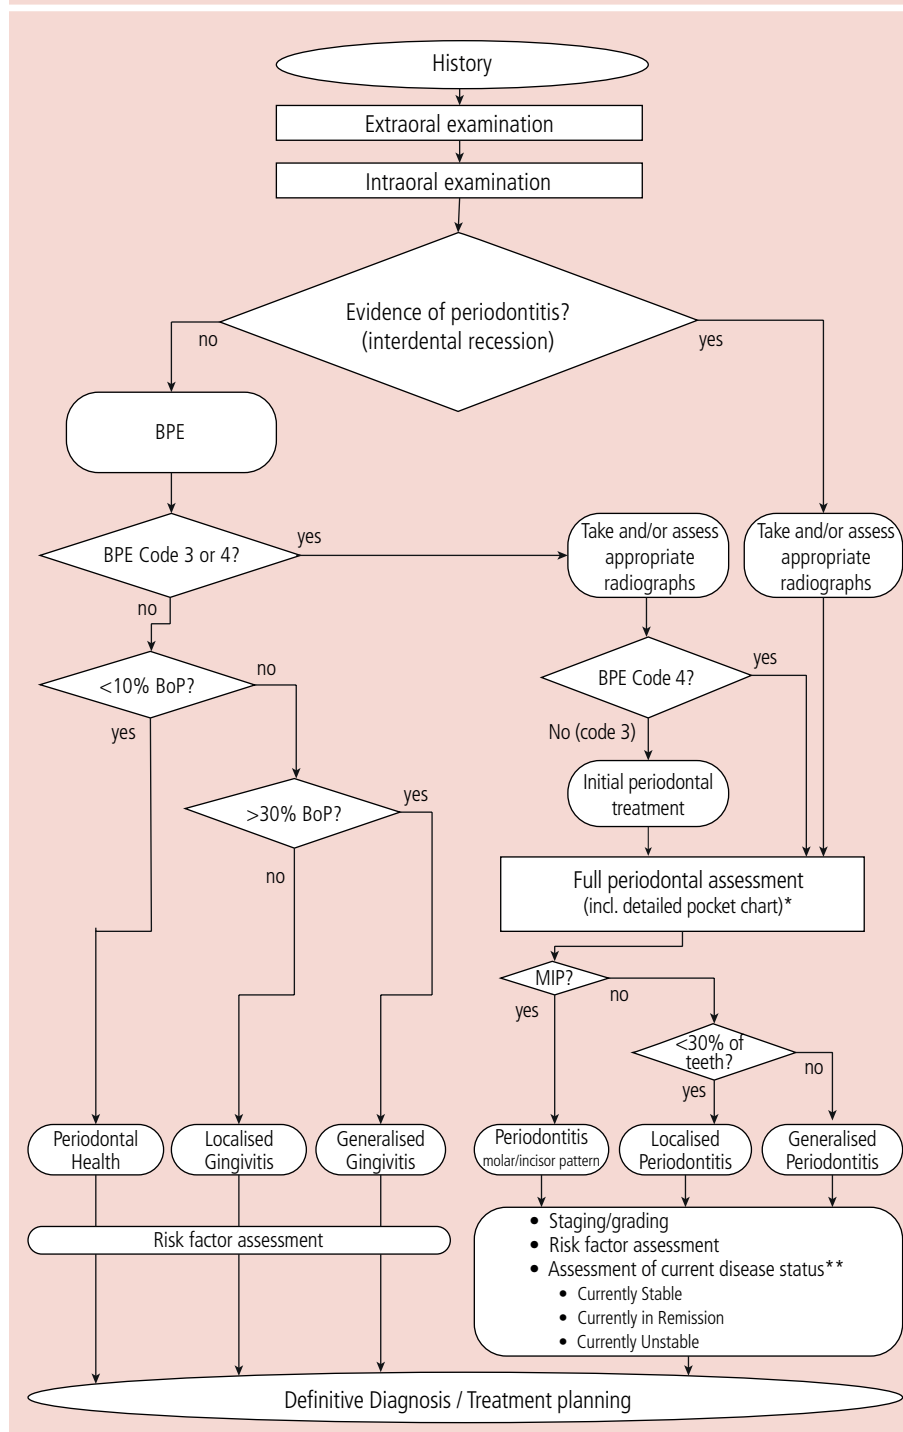 History
Extraoral examination
Intraoral examination
Evidence of periodontitis?
(interdental recession)
no
yes
BPE
BPE Code 3 or 4?
yes
no
Take and/or assess
appropriate
radiographs
Take and/or assess
appropriate
radiographs
<10% BoP?
no
yes
BPE Code 4?
yes
No (code 3)
Initial periodontal
treatment
>30% BoP?
yes
no
Full periodontal assessment
(incl. detailed pocket chart)*
MIP?
yes
no
<30% of
teeth?
yes
no
Periodontal
Health
Localised
Gingivitis
Generalised
Gingivitis
Periodontitis
molar/incisor pattern
Localised
Periodontitis
Generalised
Periodontitis
Risk factor assessment
• Staging/grading
• Risk factor assessment
• Assessment of current disease status**
• Currently Stable
• Currently in Remission
• Currently Unstable
Definitive Diagnosis / Treatment planning